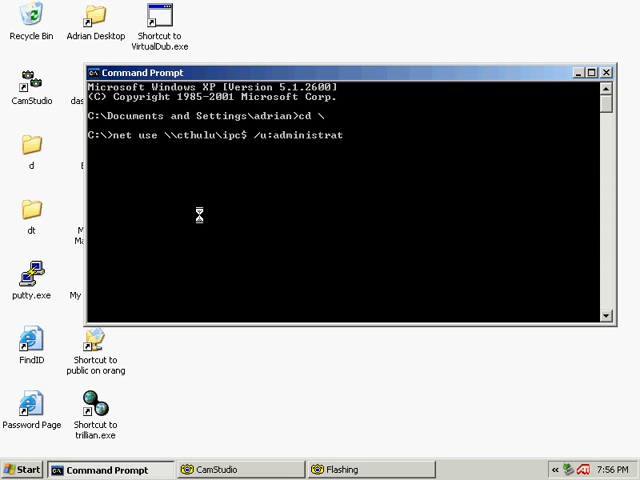 Recycle Bin
Adrian Desktop
Shortcut to
VirtualDub.exe
Command Prompt
Microsoft Windows XP [Version 5.1.2600]
(C) Copyright 1985-2001 Microsoft Corp.
C:\Documents and Settings\adrian>cd \
C:\>net use \\cthulu\ipc$ /u:administrat
CamStudio
das
d
dt
putty.exe
My
FindID
Shortcut to
public on orang
Password Page
Shortcut to
trillian.exe
Start
Command Prompt
CamStudio
Flashing
7:56 PM